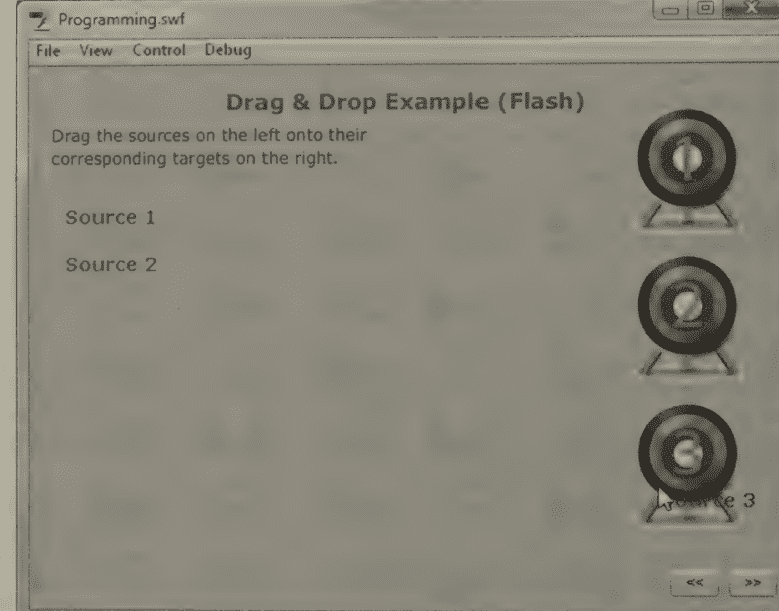 Programming.swf
File View Control Debug
Drag & Drop Example (Flash)
Drag the sources on the left onto their
corresponding targets on the right.
Source 1
Source 2
1
2
3
Source 3
<< >>